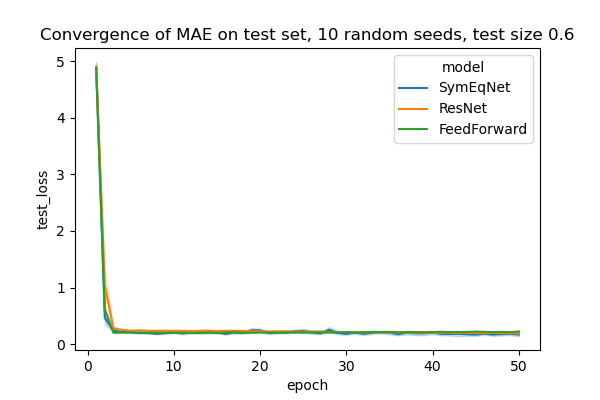 Convergence of MAE on test set, 10 random seeds, test size 0.6
model
SymEqNet
ResNet
FeedForward
test_loss
5
4
3
2
1
0
0 10 20 30 40 50
epoch